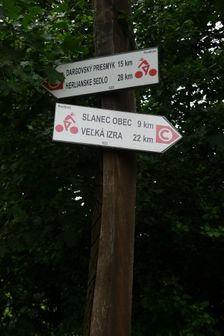 DARGOVSKÝ PRIESMYK 15 km
HERLIANSKE SEDLO 28 km
SLANEC OBEC 9 km
VEĽKÁ IZRA 22 km
C